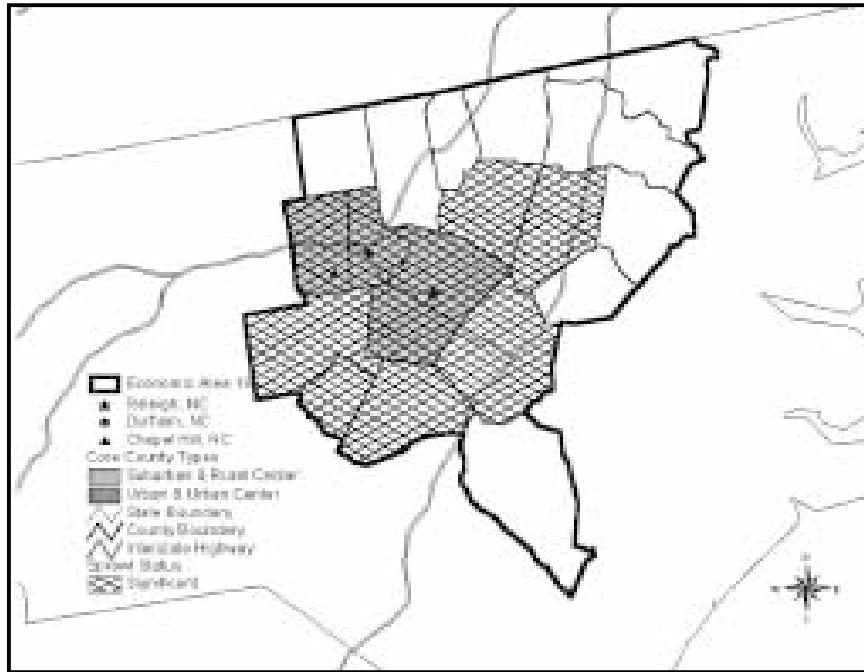 Economic Area
Raleigh, NC
Durham, NC
Chapel Hill, NC
Core County Types
Suburban & Rural Center
Urban & Urban Center
State Boundary
County Boundary
Interstate Highway
Sprawl Status
Significant